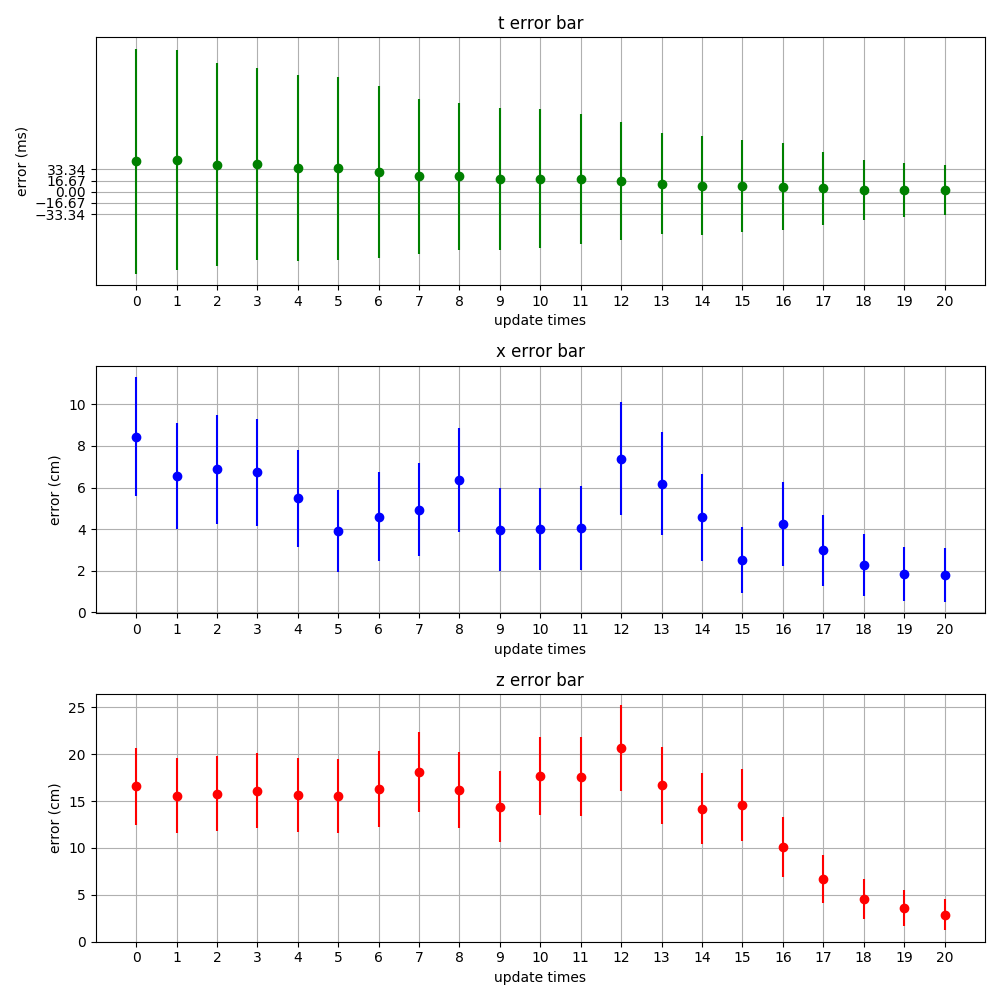 t error bar
error (ms)
33.34
16.67
0.00
−16.67
−33.34
0 1 2 3 4 5 6 7 8 9 10 11 12 13 14 15 16 17 18 19 20
update times
x error bar
error (cm)
10
8
6
4
2
0
0 1 2 3 4 5 6 7 8 9 10 11 12 13 14 15 16 17 18 19 20
update times
z error bar
error (cm)
25
20
15
10
5
0
0 1 2 3 4 5 6 7 8 9 10 11 12 13 14 15 16 17 18 19 20
update times